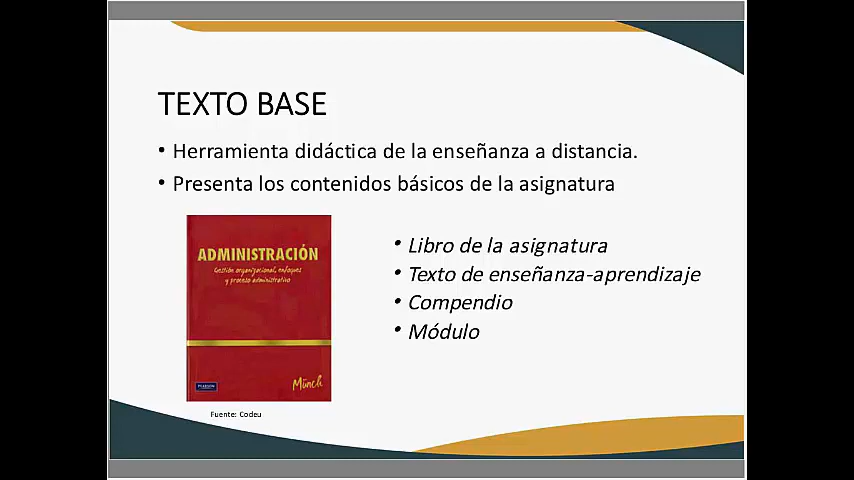 TEXTO BASE
• Herramienta didáctica de la enseñanza a distancia.
• Presenta los contenidos básicos de la asignatura
ADMINISTRACIÓN
Gestión organizacional, enfoques
y proceso administrativo
PEARSON
Münch
• Libro de la asignatura
• Texto de enseñanza-aprendizaje
• Compendio
• Módulo
Fuente: Codeu